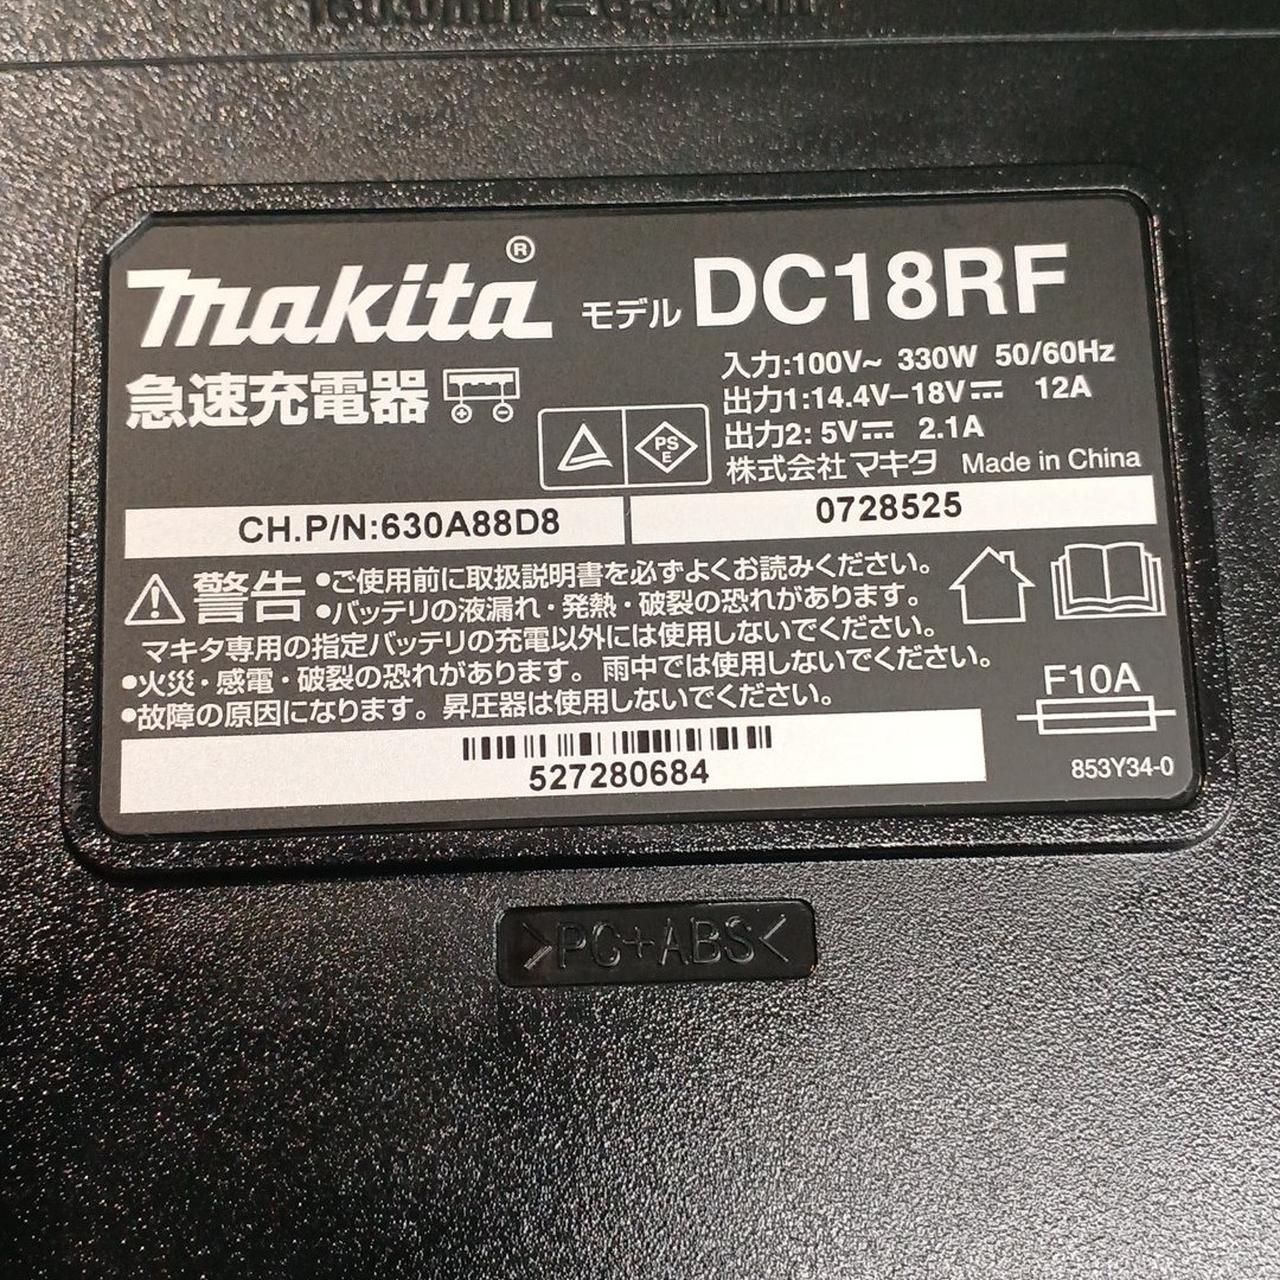 makita®
モデル DC18RF
急速充電器
入力:100V~ 330W 50/60Hz
出力1:14.4V–18V⎓ 12A
出力2: 5V⎓ 2.1A
PS
E
株式会社マキタ Made in China
CH.P/N:630A88D8
0728525
警告 •ご使用前に取扱説明書を必ずよくお読みください。
•バッテリの液漏れ・発熱・破裂の恐れがあります。
マキタ専用の指定バッテリの充電以外には使用しないでください。
•火災・感電・破裂の恐れがあります。雨中では使用しないでください。
•故障の原因になります。昇圧器は使用しないでください。
F10A
527280684
853Y34-0
>PC+ABS<